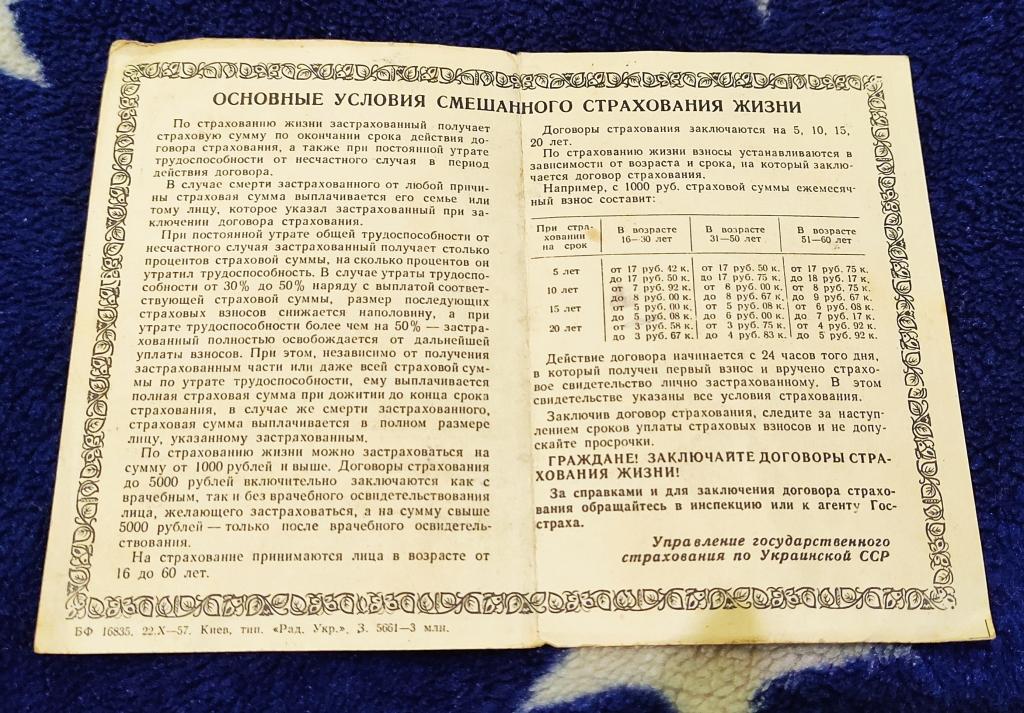 ОСНОВНЫЕ УСЛОВИЯ СМЕШАННОГО СТРАХОВАНИЯ ЖИЗНИ
По страхованию жизни застрахованный получает
страховую сумму по окончании срока действия до-
говора страхования, а также при постоянной утрате
трудоспособности от несчастного случая в период
действия договора.
В случае смерти застрахованного от любой причи-
ны страховая сумма выплачивается его семье или
тому лицу, которое указал застрахованный при за-
ключении договора страхования.
При постоянной утрате общей трудоспособности от
несчастного случая застрахованный получает столько
процентов страховой суммы, на сколько процентов он
утратил трудоспособность. В случае утраты трудоспо-
собности от 30% до 50% наряду с выплатой соответ-
ствующей страховой суммы, размер последующих
страховых взносов снижается наполовину, а при
утрате трудоспособности более чем на 50% — застра-
хованный полностью освобождается от дальнейшей
уплаты взносов. При этом, независимо от получения
застрахованным части или даже всей страховой сум-
мы по утрате трудоспособности, ему выплачивается
полная страховая сумма при дожитии до конца срока
страхования, в случае же смерти застрахованного,
страховая сумма выплачивается в полном размере
лицу, указанному застрахованным.
По страхованию жизни можно застраховаться на
сумму от 1000 рублей и выше. Договоры страхования
до 5000 рублей включительно заключаются как с
врачебным, так и без врачебного освидетельствования
лица, желающего застраховаться, а на сумму свыше
5000 рублей — только после врачебного освидетель-
ствования.
На страхование принимаются лица в возрасте от
16 до 60 лет.
Договоры страхования заключаются на 5, 10, 15,
20 лет.
По страхованию жизни взносы устанавливаются в
зависимости от возраста и срока, на который заклю-
чается договор страхования.
Например, с 1000 руб. страховой суммы ежемесяч-
ный взнос составит:
При стра- В возрасте В возрасте В возрасте
ховании 16—30 лет 31—50 лет 51—60 лет
на срок
5 лет от 17 руб. 42 к. от 17 руб. 50 к. от 17 руб. 75 к.
до 17 руб. 50 к. до 17 руб. 75 к. до 18 руб. 17 к.
10 лет от 7 руб. 92 к. от 8 руб. 00 к. от 8 руб. 75 к.
до 8 руб. 00 к. до 8 руб. 67 к. до 9 руб. 67 к.
15 лет от 5 руб. 00 к. от 5 руб. 08 к. от 6 руб. 08 к.
до 5 руб. 08 к. до 6 руб. 00 к. до 7 руб. 17 к.
20 лет от 3 руб. 58 к. от 3 руб. 75 к. от 4 руб. 92 к.
до 3 руб. 67 к. до 4 руб. 83 к. до 5 руб. 92 к.
Действие договора начинается с 24 часов того дня,
в который получен первый взнос и вручено страхо-
вое свидетельство лично застрахованному. В этом
свидетельстве указаны все условия страхования.
Заключив договор страхования, следите за наступ-
лением сроков уплаты страховых взносов и не допу-
скайте просрочки.
ГРАЖДАНЕ! ЗАКЛЮЧАЙТЕ ДОГОВОРЫ СТРА-
ХОВАНИЯ ЖИЗНИ!
За справками и для заключения договора страхо-
вания обращайтесь в инспекцию или к агенту Гос-
страха.
Управление государственного
страхования по Украинской ССР
БФ 16835. 22.X—57. Киев, тип. «Рад. Укр.», З. 5661—3 млн.